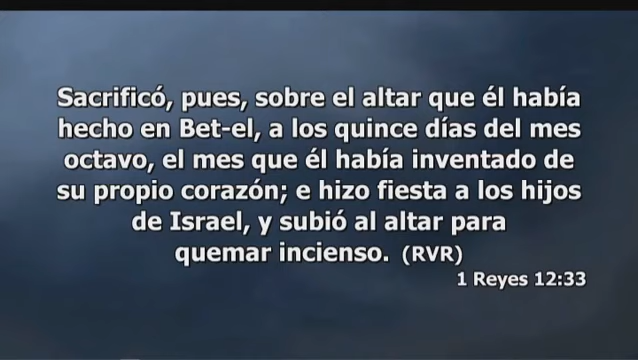 Sacrificó, pues, sobre el altar que él había
hecho en Bet-el, a los quince días del mes
octavo, el mes que él había inventado de
su propio corazón; e hizo fiesta a los hijos
de Israel, y subió al altar para
quemar incienso. (RVR)
1 Reyes 12:33